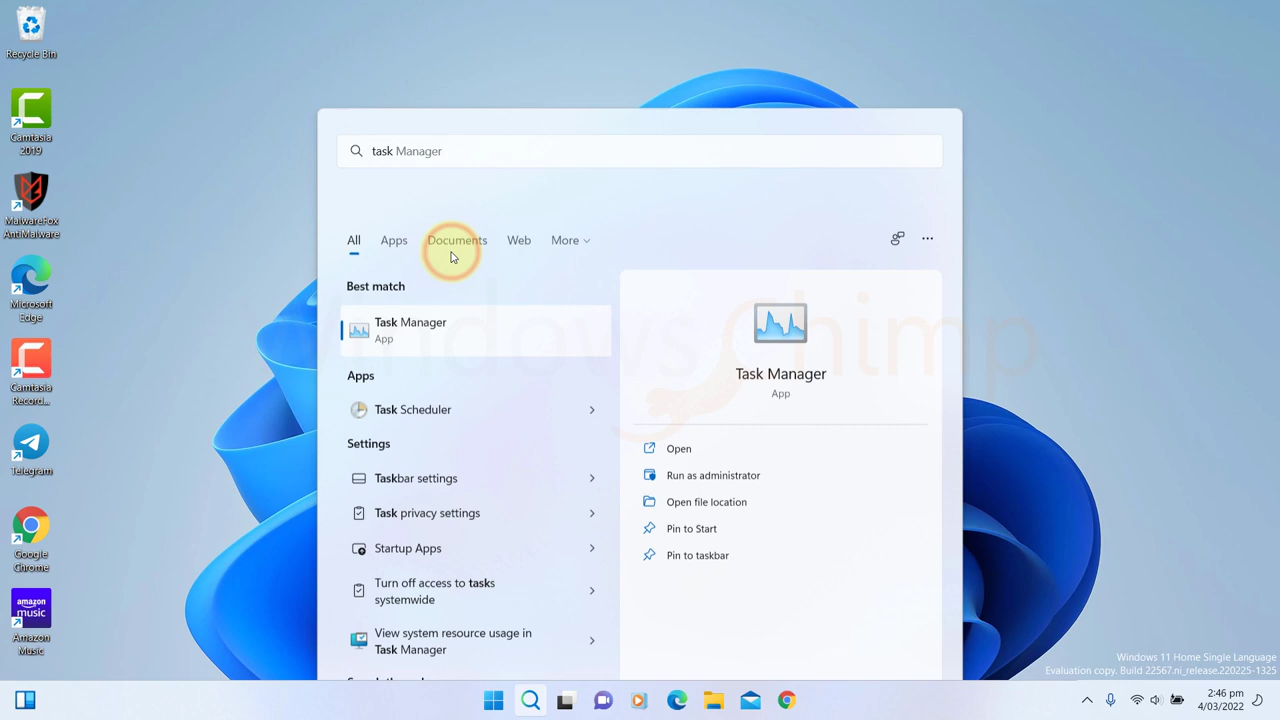 Recycle Bin
Camtasia
2019
MalwareFox
AntiMalware
Microsoft
Edge
Camtasia
Record...
Telegram
Google
Chrome
amazon
music
Amazon
Music
task Manager
All
Apps
Documents
Web
More
Best match
Task Manager
App
Apps
Task Scheduler
Settings
Taskbar settings
Task privacy settings
Startup Apps
Turn off access to tasks
systemwide
View system resource usage in
Task Manager
Task Manager
App
Open
Run as administrator
Open file location
Pin to Start
Pin to taskbar
Windows Chimp
Windows 11 Home Single Language
Evaluation copy. Build 22567.ni_release.220225-1325
2:46 pm
4/03/2022